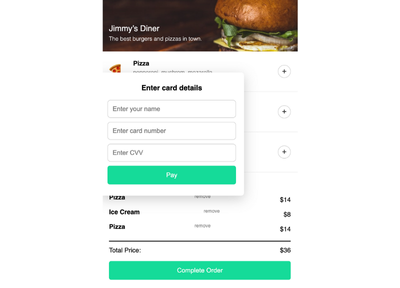 Jimmy's Diner
The best burgers and pizzas in town.
Pizza
pepperoni, mushrom, mozzarela
Enter card details
Enter your name
Enter card number
Enter CVV
Pay
Pizza remove $14
Ice Cream remove $8
Pizza remove $14
Total Price: $36
Complete Order